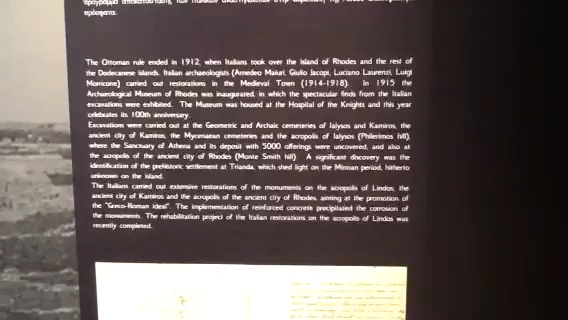 πρόσφατα.
The Ottoman rule ended in 1912, when Italians took over the island of Rhodes and the rest of
the Dodecanese islands. Italian archaeologists (Amedeo Maiuri, Giulio Jacopi, Luciano Laurenzi, Luigi
Morricone) carried out restorations in the Medieval Town (1914-1918). In 1915 the
Archaeological Museum of Rhodes was inaugurated, in which the spectacular finds from the Italian
excavations were exhibited. The Museum was housed at the Hospital of the Knights and this year
celebrates its 100th anniversary.
Excavations were carried out at the Geometric and Archaic cemeteries of Ialysos and Kamiros, the
ancient city of Kamiros, the Mycenaean cemeteries and the acropolis of Ialysos (Philerimos hill),
where the Sanctuary of Athena and its deposit with 5000 offerings were uncovered, and also at
the acropolis of the ancient city of Rhodes (Monte Smith hill). A significant discovery was the
identification of the prehistoric settlement at Trianda, which shed light on the Minoan period, hitherto
unknown on the island.
The Italians carried out extensive restorations of the monuments on the acropolis of Lindos, the
ancient city of Kamiros and the acropolis of the ancient city of Rhodes, aiming at the promotion of
the "Greco-Roman ideal". The implementation of reinforced concrete precipitated the corrosion of
the monuments. The rehabilitation project of the Italian restorations on the acropolis of Lindos was
recently completed.